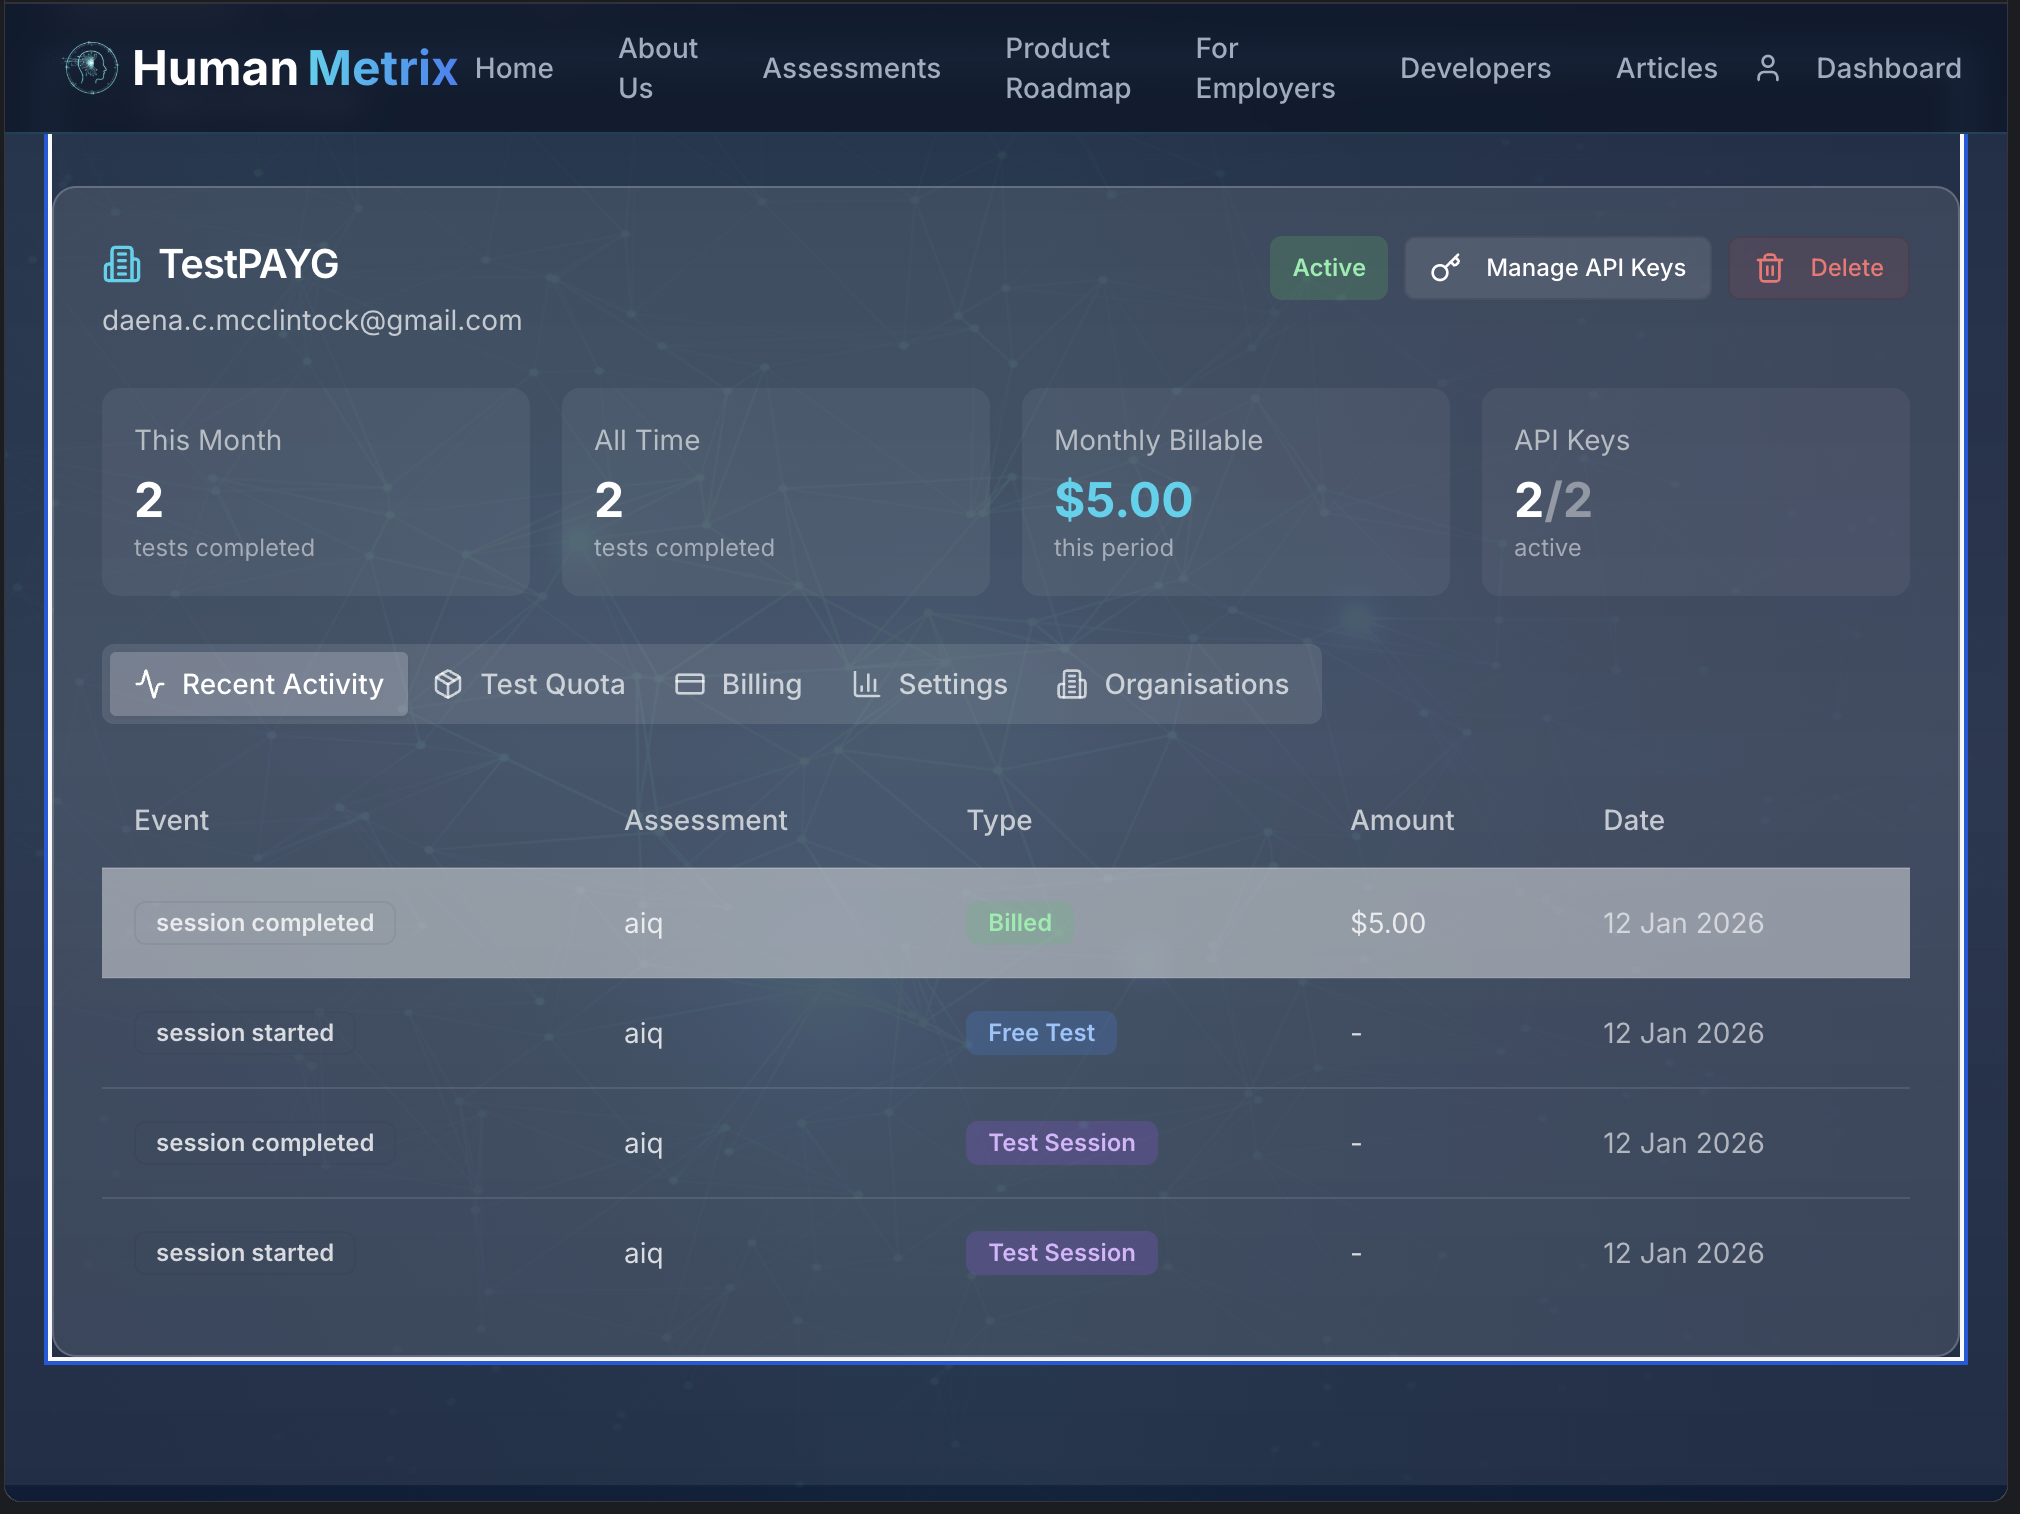 Human Metrix
Home
About
Us
Assessments
Product
Roadmap
For
Employers
Developers
Articles
Dashboard
TestPAYG
Active
Manage API Keys
Delete
daena.c.mcclintock@gmail.com
This Month
2
tests completed
All Time
2
tests completed
Monthly Billable
$5.00
this period
API Keys
2/2
active
Recent Activity
Test Quota
Billing
Settings
Organisations
Event Assessment Type Amount Date
session completed aiq Billed $5.00 12 Jan 2026
session started aiq Free Test - 12 Jan 2026
session completed aiq Test Session - 12 Jan 2026
session started aiq Test Session - 12 Jan 2026